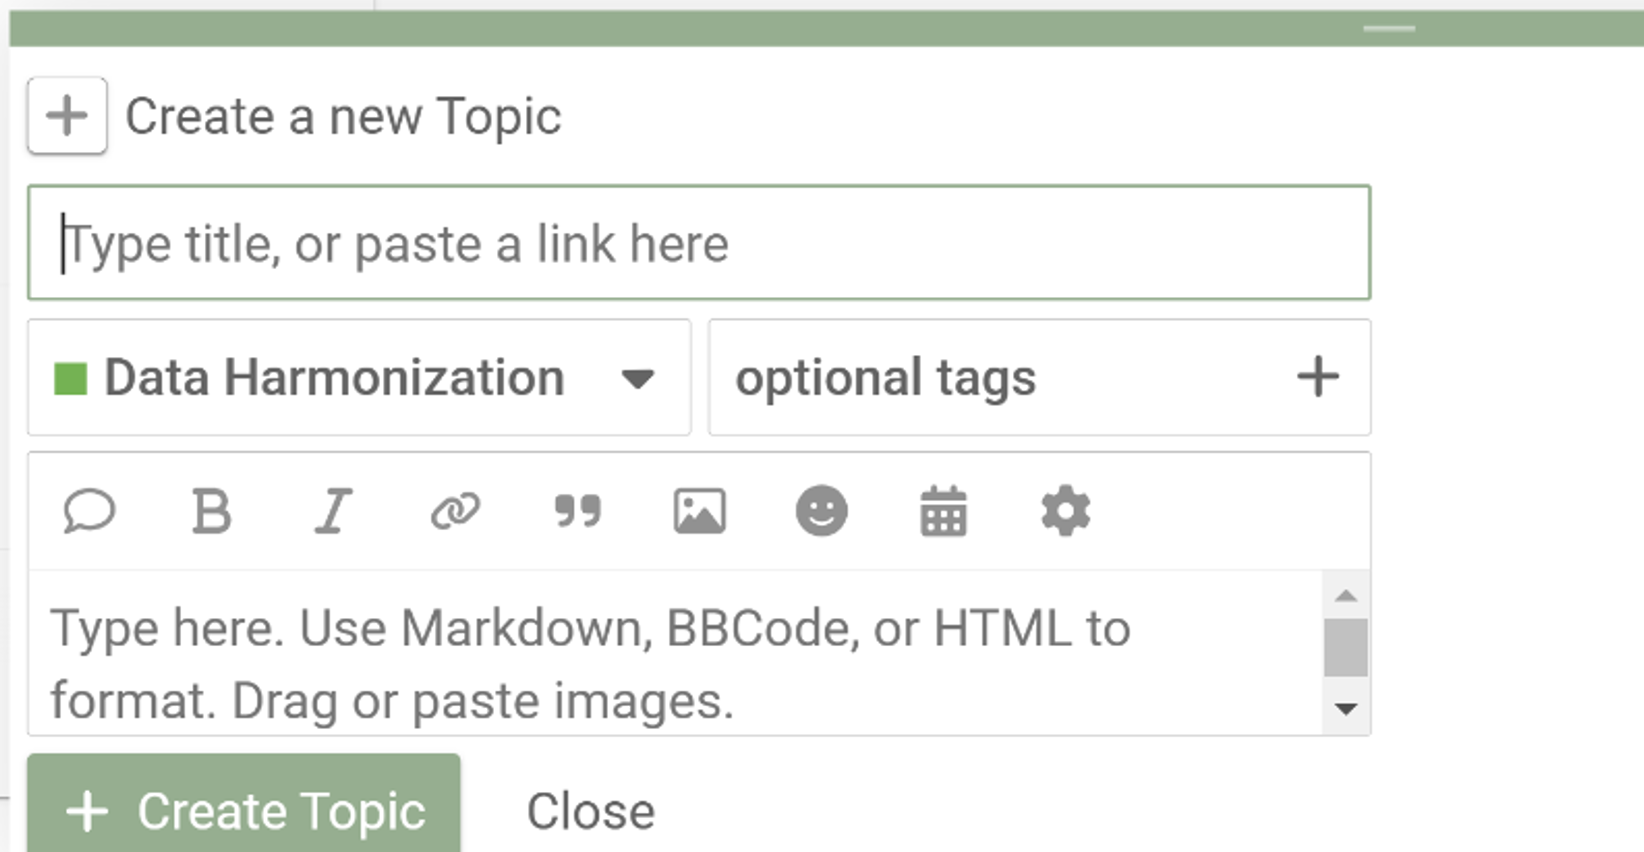 Create a new Topic
Type title, or paste a link here
Data Harmonization
optional tags
Type here. Use Markdown, BBCode, or HTML to
format. Drag or paste images.
Create Topic
Close